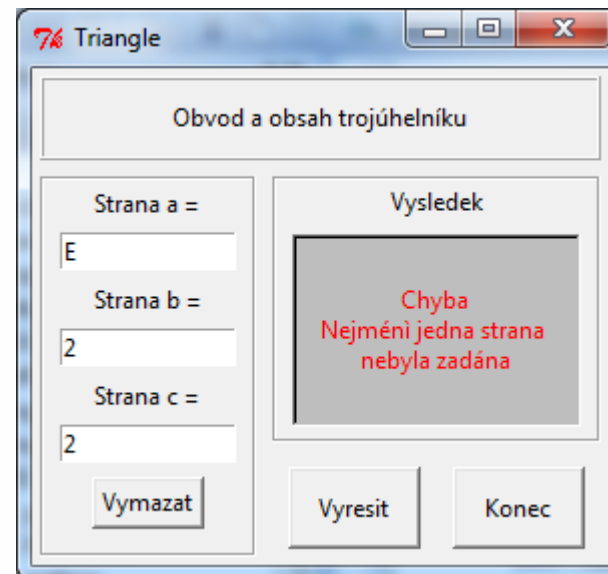 Triangle
Obvod a obsah trojúhelníku
Strana a =
E
Strana b =
2
Strana c =
2
Vymazat
Vysledek
Chyba
Nejménì jedna strana
nebyla zadána
Vyresit
Konec